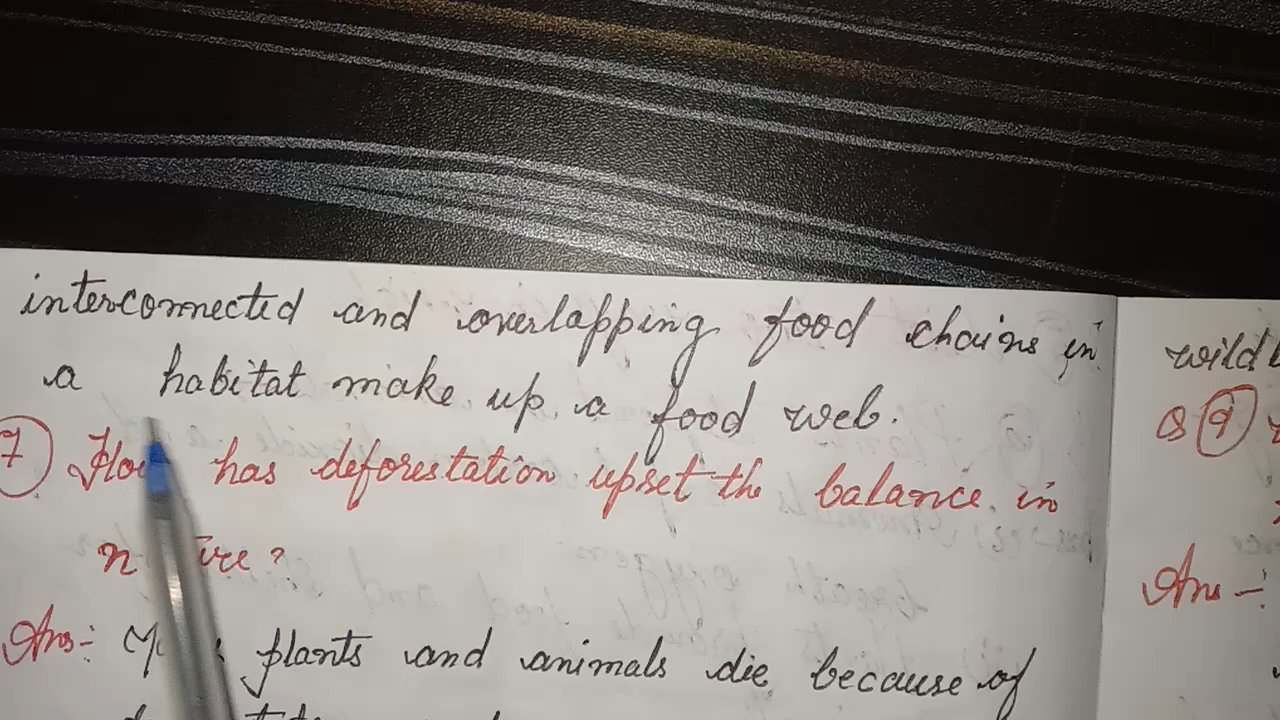 interconnected and overlapping food chains in
a habitat make up a food web.
7 How has deforestation upset the balance in
nature?
Ans:- plants and animals die because of
wild
Q 9
Ans -: